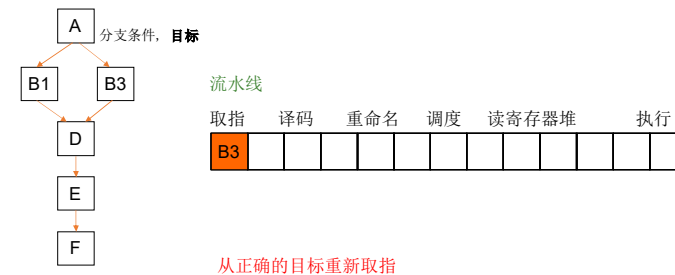 A
分支条件, 目标
B1
B3
流水线
取指 译码 重命名 调度 读寄存器堆 执行
B3
D
E
F
从正确的目标重新取指